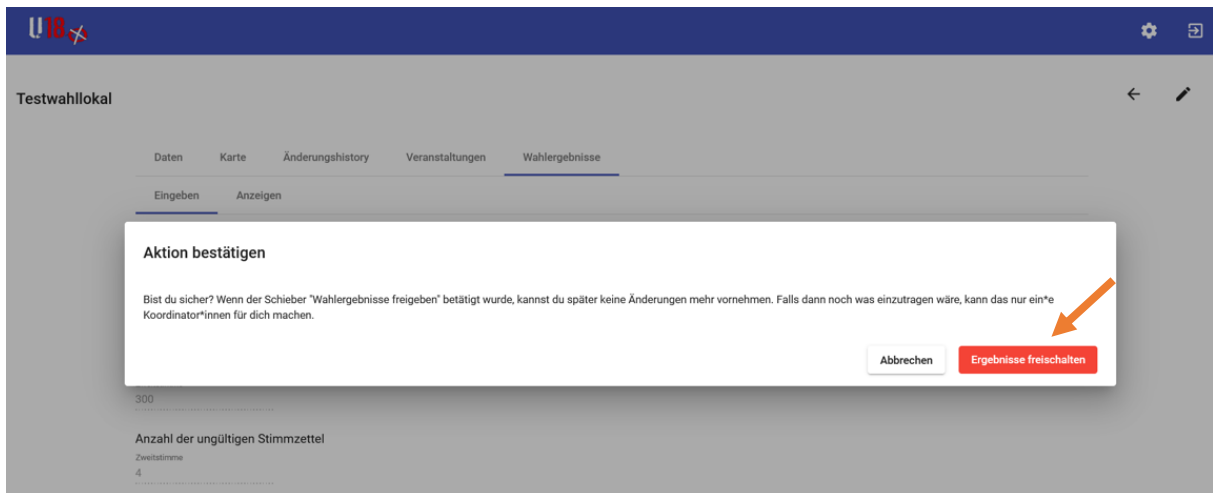 U18
Testwahllokal
Daten Karte Änderungshistory Veranstaltungen Wahlergebnisse
Eingeben Anzeigen
Aktion bestätigen
Bist du sicher? Wenn der Schieber "Wahlergebnisse freigeben" betätigt wurde, kannst du später keine Änderungen mehr vornehmen. Falls dann noch was einzutragen wäre, kann das nur ein*e
Koordinator*innen für dich machen.
Abbrechen Ergebnisse freischalten
300
Anzahl der ungültigen Stimmzettel
Zweitstimme
4